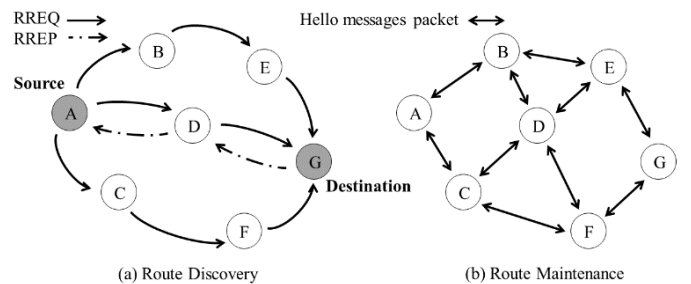 RREQ
RREP
Hello messages packet
Source
A
B
E
D
G
Destination
C
F
A
B
E
D
G
C
F
(a) Route Discovery
(b) Route Maintenance